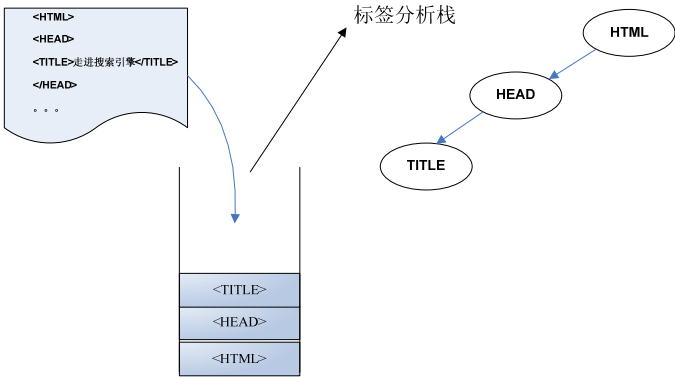 <HTML>
<HEAD>
<TITLE>走进搜索引擎</TITLE>
</HEAD>
。。。
标签分析栈
HTML
HEAD
TITLE
<TITLE>
<HEAD>
<HTML>